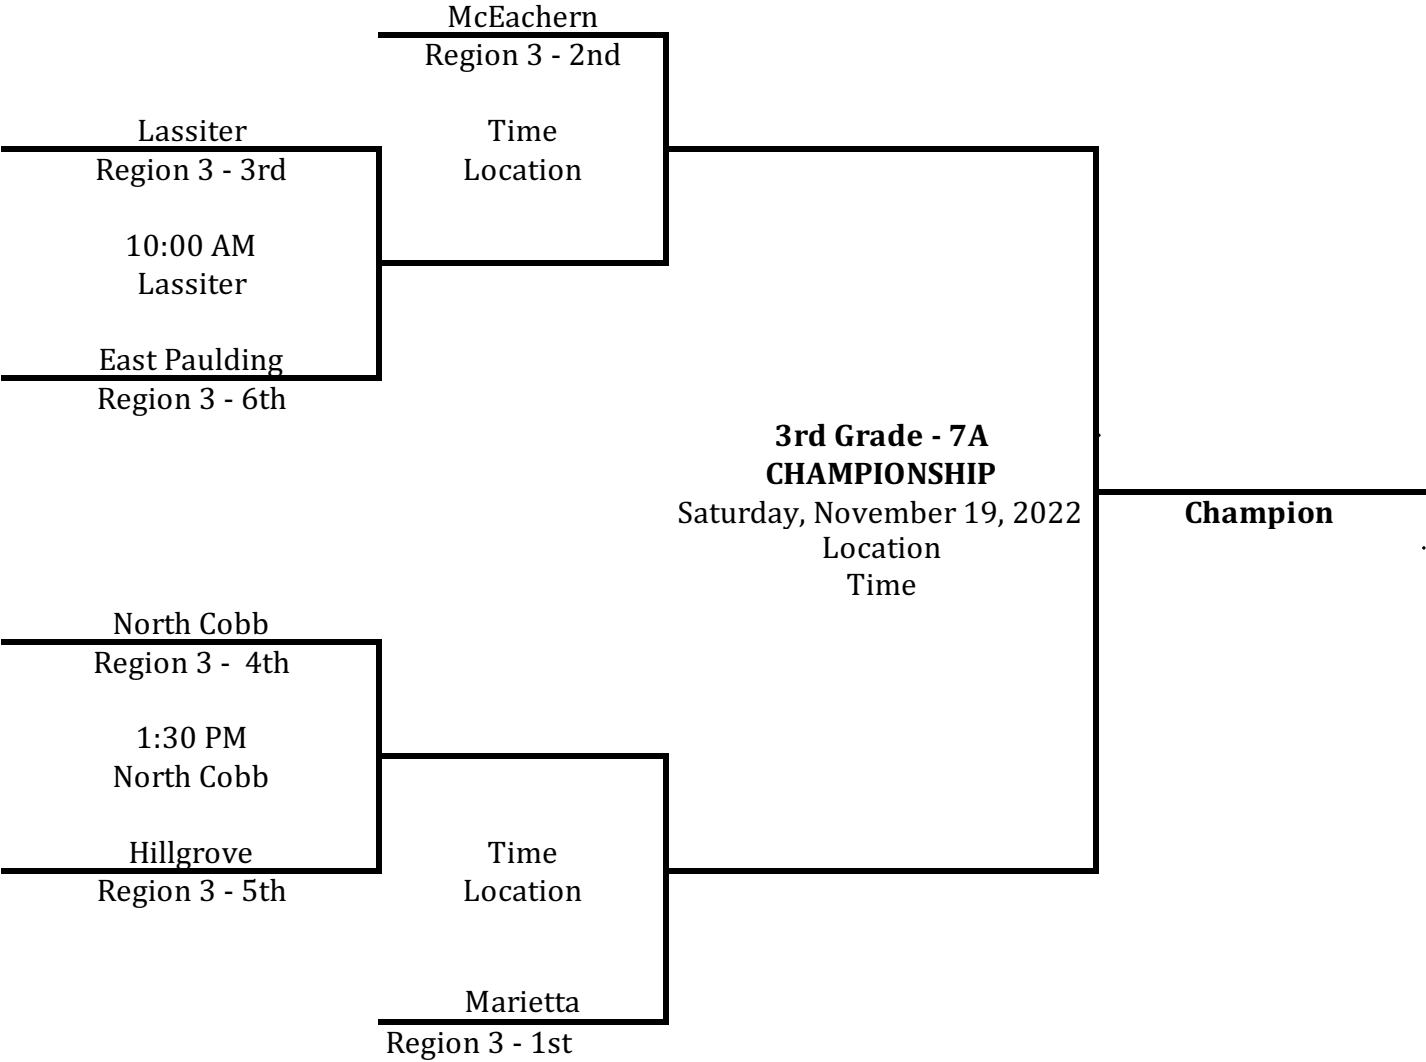 McEachern
Region 3 - 2nd
Lassiter
Region 3 - 3rd
Time
Location
10:00 AM
Lassiter
East Paulding
Region 3 - 6th
3rd Grade - 7A
CHAMPIONSHIP
Saturday, November 19, 2022
Location
Time
Champion
North Cobb
Region 3 -  4th
1:30 PM
North Cobb
Hillgrove
Region 3 - 5th
Time
Location
Marietta
Region 3 - 1st